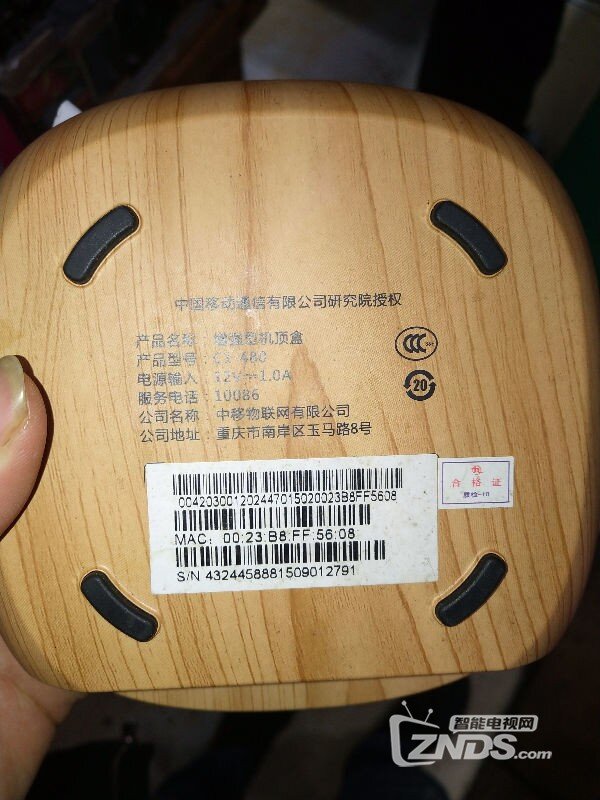 中国移动通信有限公司研究院授权
产品名称：增强型机顶盒
产品型号：
电源输入：12V⎓1.0A
服务电话：10086
公司名称：中移物联网有限公司
公司地址：重庆市南岸区玉马路8号
20
004203001202447015020023B8FF5608
MAC：00:23:B8:FF:56:08
S/N 4324458881509012791
合格证
智能电视网
ZNDS.com